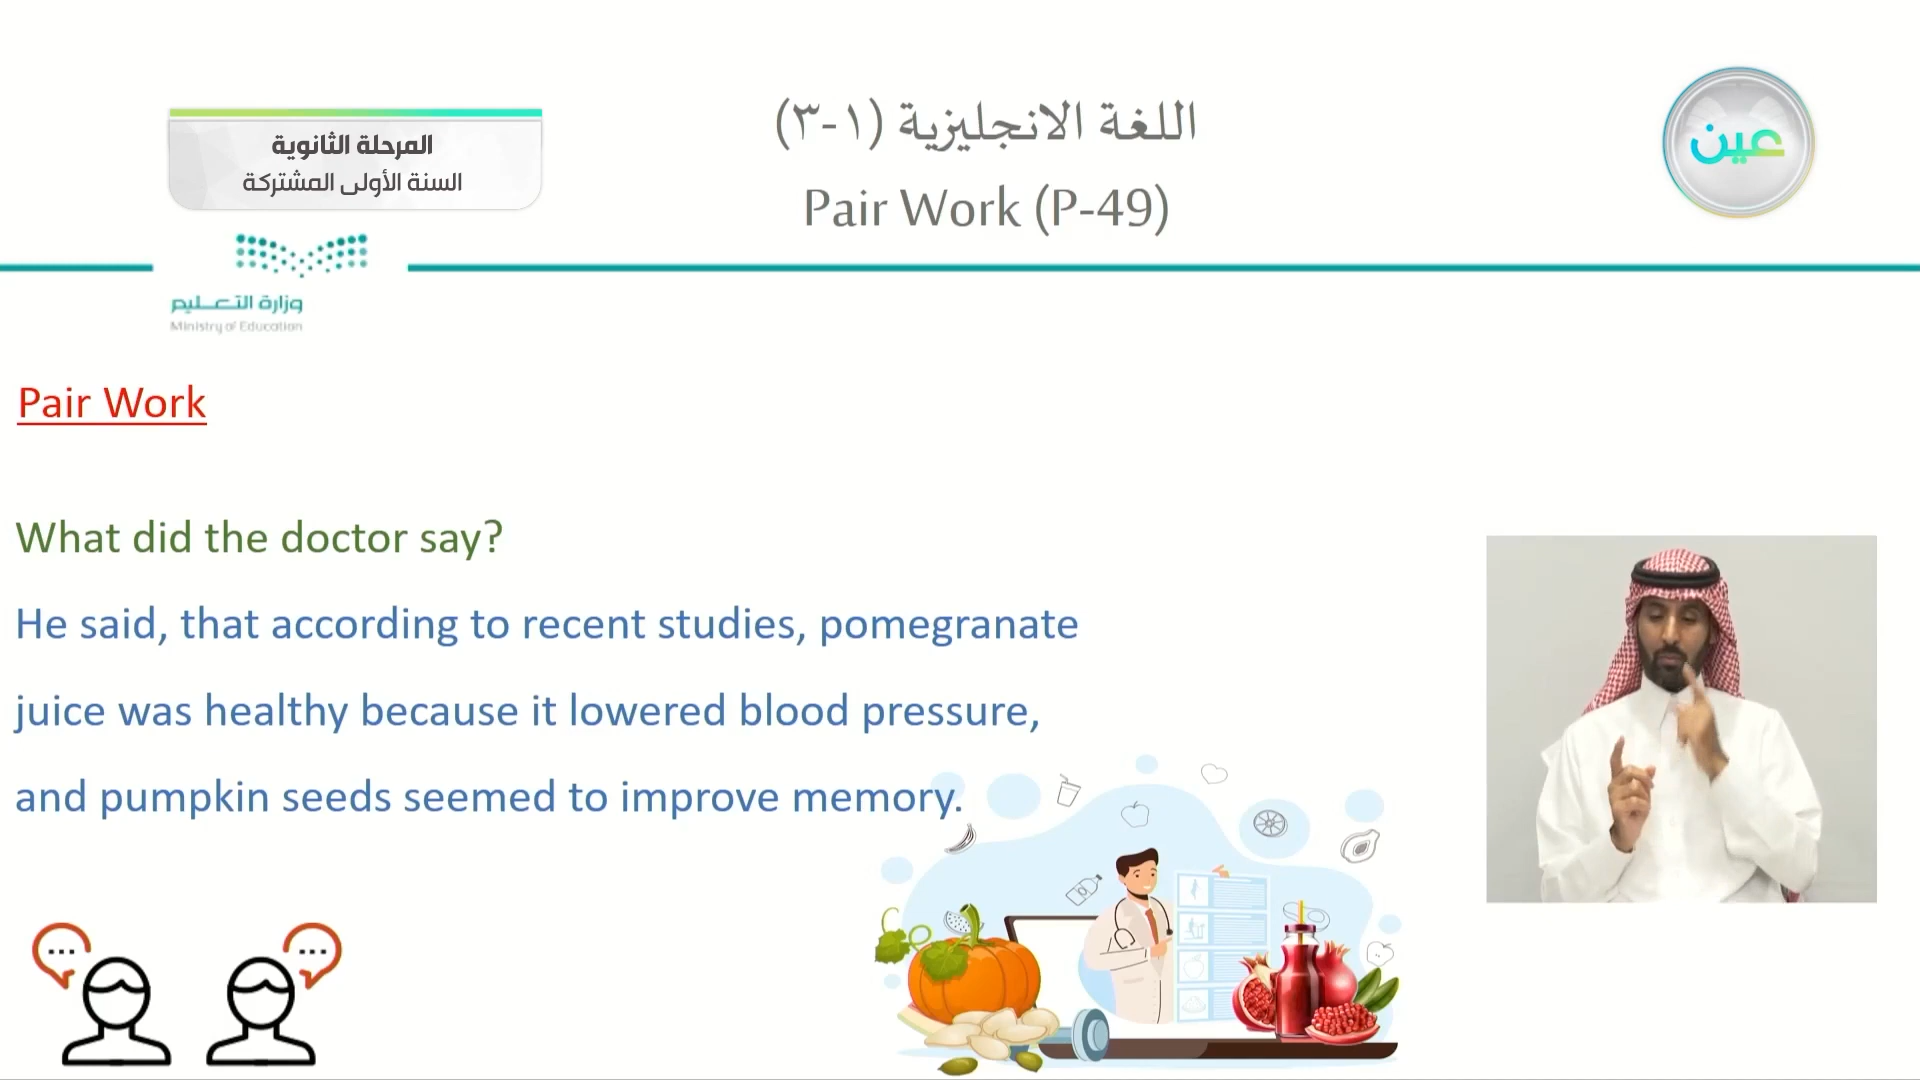 المرحلة الثانوية
السنة الأولى المشتركة
اللغة الانجليزية (١-٣)
Pair Work (P-49)
عين
وزارة التعليم
Ministry of Education
Pair Work
What did the doctor say?
He said, that according to recent studies, pomegranate
juice was healthy because it lowered blood pressure,
and pumpkin seeds seemed to improve memory.